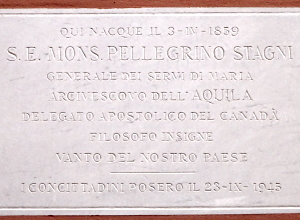 QUI NACQUE IL 3-IV-1859
S.E. MONS. PELLEGRINO STAGNI
GENERALE DEI SERVI DI MARIA
ARCIVESCOVO DELL'AQUILA
DELEGATO APOSTOLICO DEL CANADÀ
FILOSOFO INSIGNE
VANTO DEL NOSTRO PAESE
I CONCITTADINI POSERO IL 23-IX-1945